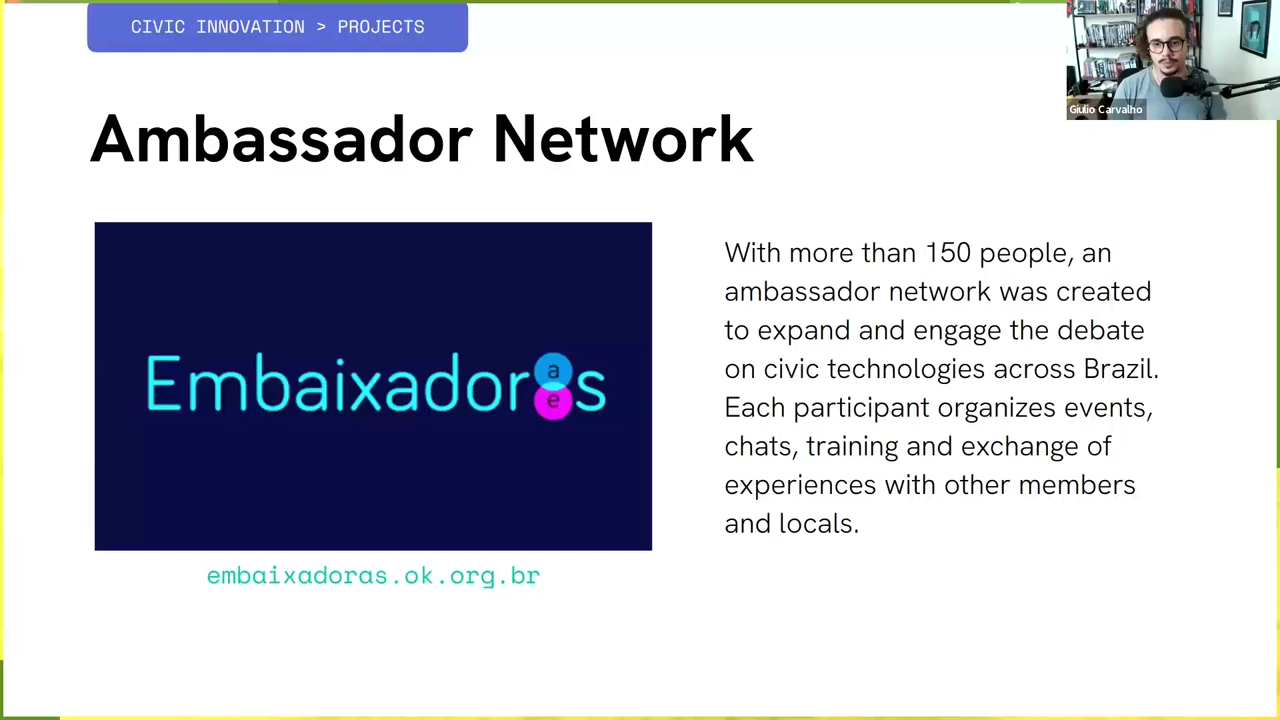 CIVIC INNOVATION > PROJECTS
Giulio Carvalho
Ambassador Network
Embaixadoraes
embaixadoras.ok.org.br
With more than 150 people, an
ambassador network was created
to expand and engage the debate
on civic technologies across Brazil.
Each participant organizes events,
chats, training and exchange of
experiences with other members
and locals.